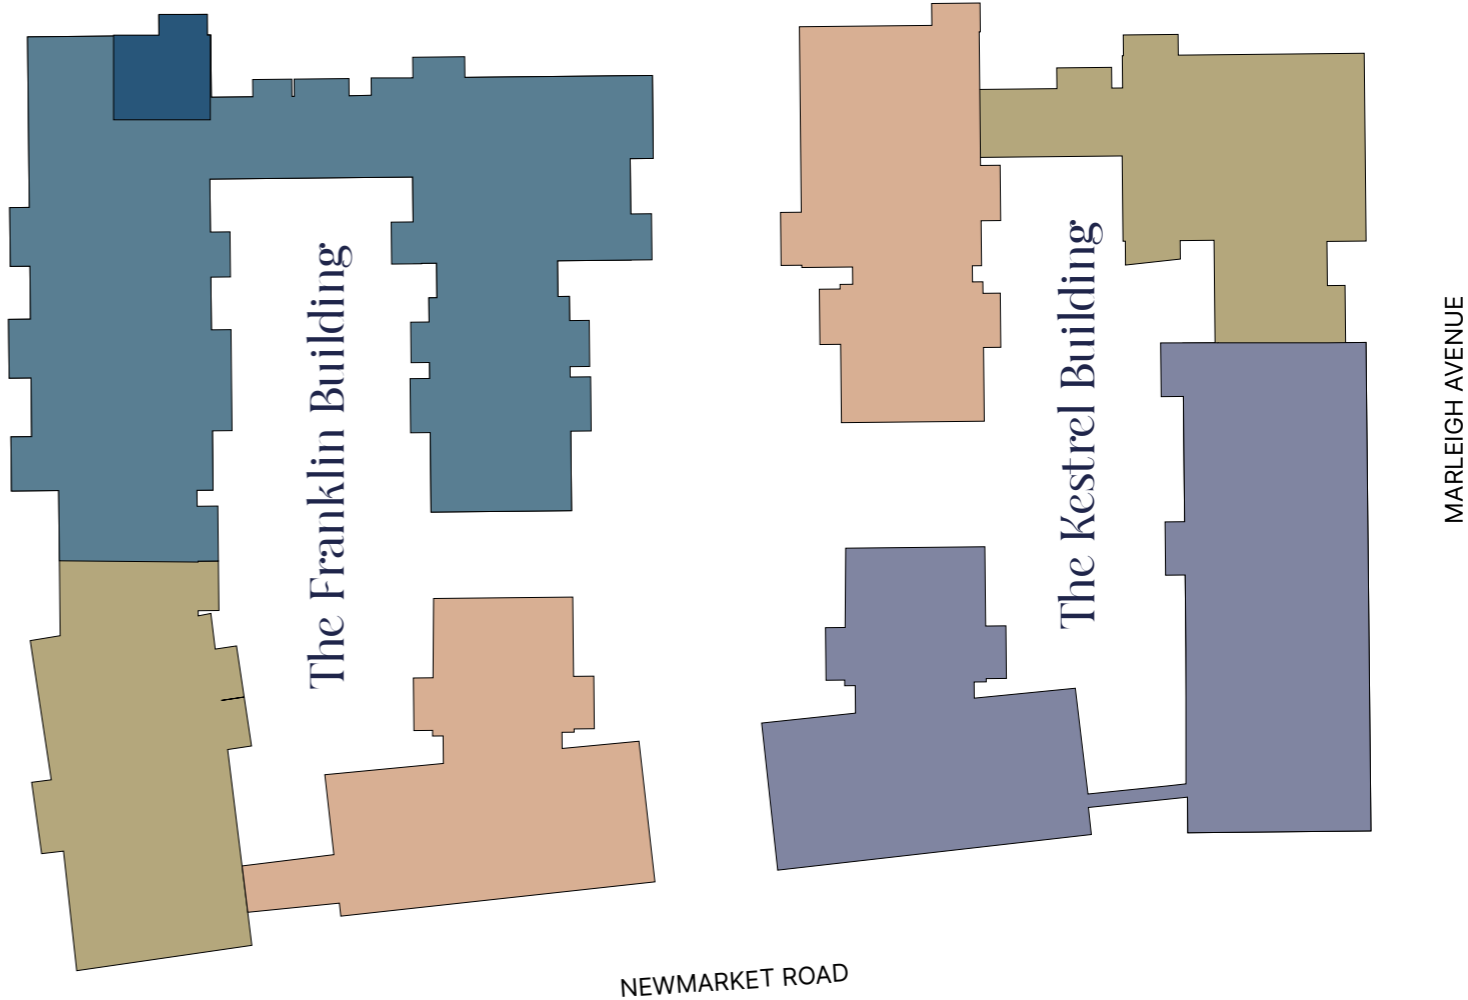 The Franklin Building
The Kestrel Building
MARLEIGH AVENUE
NEWMARKET ROAD